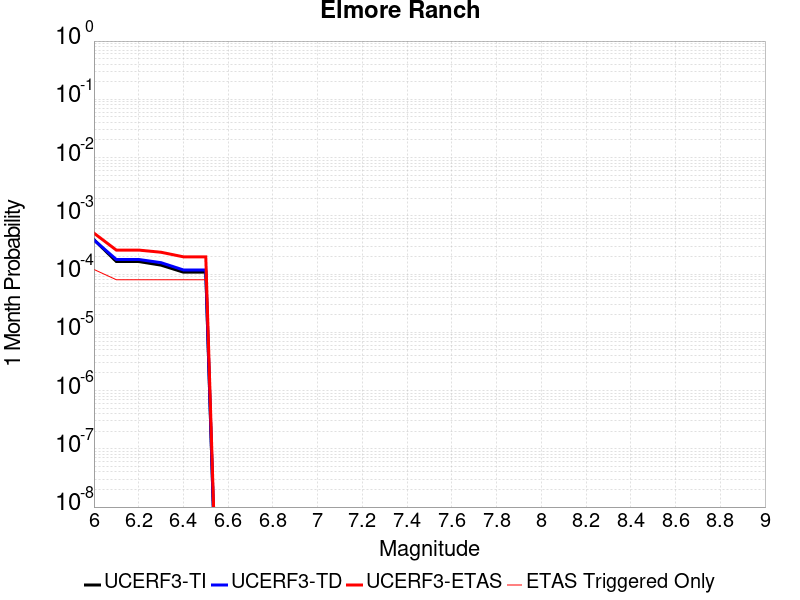 Elmore Ranch
10^0
10^-1
10^-2
10^-3
10^-4
10^-5
10^-6
10^-7
10^-8
1 Month Probability
6 6.2 6.4 6.6 6.8 7 7.2 7.4 7.6 7.8 8 8.2 8.4 8.6 8.8 9
Magnitude
UCERF3-TI UCERF3-TD UCERF3-ETAS ETAS Triggered Only